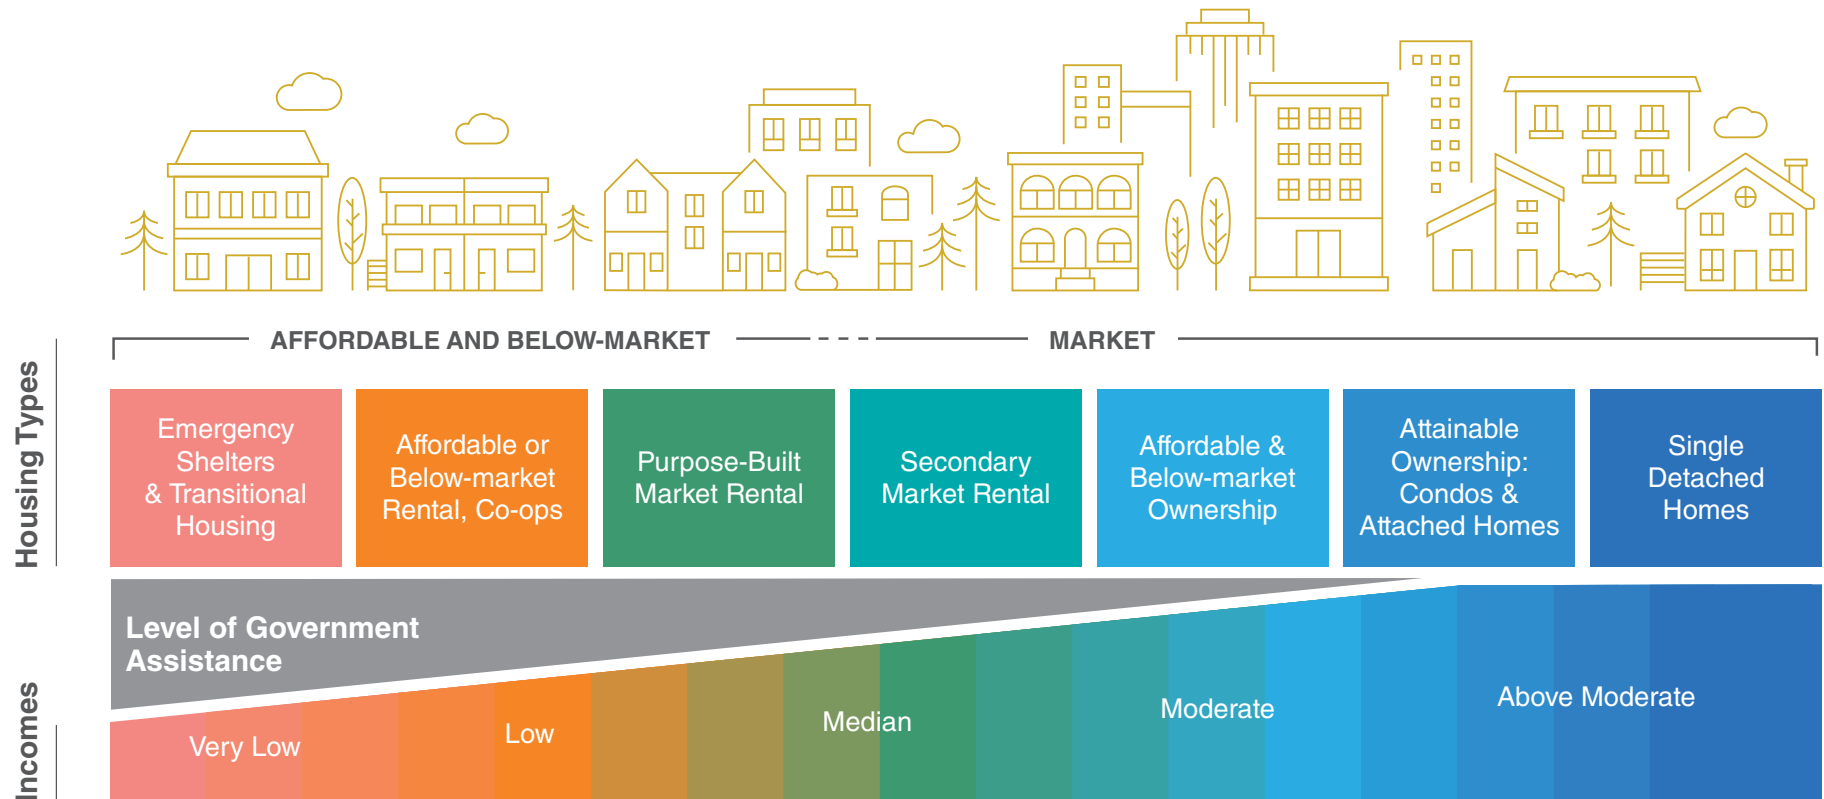 AFFORDABLE AND BELOW-MARKET
MARKET
Housing Types
Emergency
Shelters
& Transitional
Housing
Affordable or
Below-market
Rental, Co-ops
Purpose-Built
Market Rental
Secondary
Market Rental
Affordable &
Below-market
Ownership
Attainable
Ownership:
Condos &
Attached Homes
Single
Detached
Homes
Level of Government
Assistance
Incomes
Very Low
Low
Median
Moderate
Above Moderate